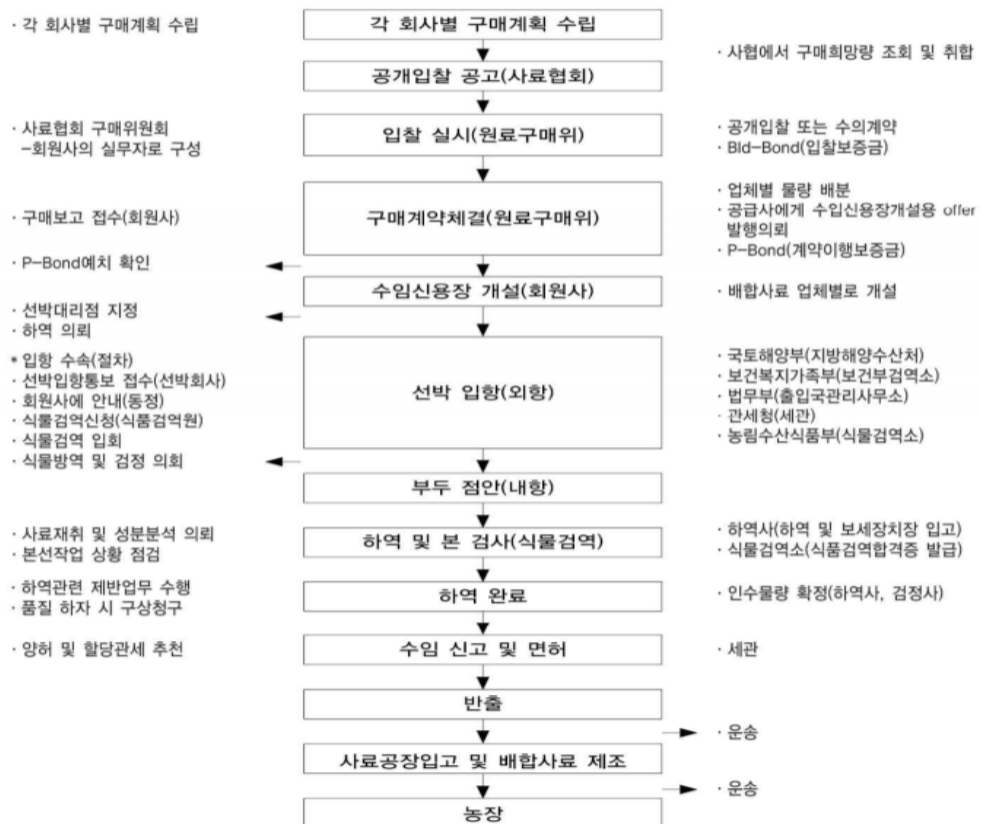 · 각 회사별 구매계획 수립
각 회사별 구매계획 수립
· 사협에서 구매희망량 조회 및 취합
공개입찰 공고(사료협회)
· 사료협회 구매위원회
-회원사의 실무자로 구성
입찰 실시(원료구매위)
· 공개입찰 또는 수의계약
· BId-Bond(입찰보증금)
· 구매보고 접수(회원사)
구매계약체결(원료구매위)
· 업체별 물량 배분
· 공급사에게 수입신용장개설용 offer
발행의뢰
· P-Bond(계약이행보증금)
· P-Bond예치 확인
수임신용장 개설(회원사)
· 배합사료 업체별로 개설
· 선박대리점 지정
· 하역 의뢰
* 입항 수속(절차)
· 선박입항통보 접수(선박회사)
· 회원사에 안내(동정)
· 식물검역신청(식품검역원)
· 식물검역 입회
· 식물방역 및 검정 의회
선박 입항(외항)
· 국토해양부(지방해양수산처)
· 보건복지가족부(보건부검역소)
· 법무부(출입국관리사무소)
· 관세청(세관)
· 농림수산식품부(식물검역소)
부두 점안(내항)
· 사료재취 및 성분분석 의뢰
· 본선작업 상황 점검
하역 및 본 검사(식물검역)
· 하역사(하역 및 보세장치장 입고)
· 식물검역소(식품검역합격증 발급)
· 하역관련 제반업무 수행
· 품질 하자 시 구상청구
하역 완료
· 인수물량 확정(하역사, 검정사)
· 양허 및 할당관세 추천
수임 신고 및 면허
· 세관
반출
· 운송
사료공장입고 및 배합사료 제조
· 운송
농장